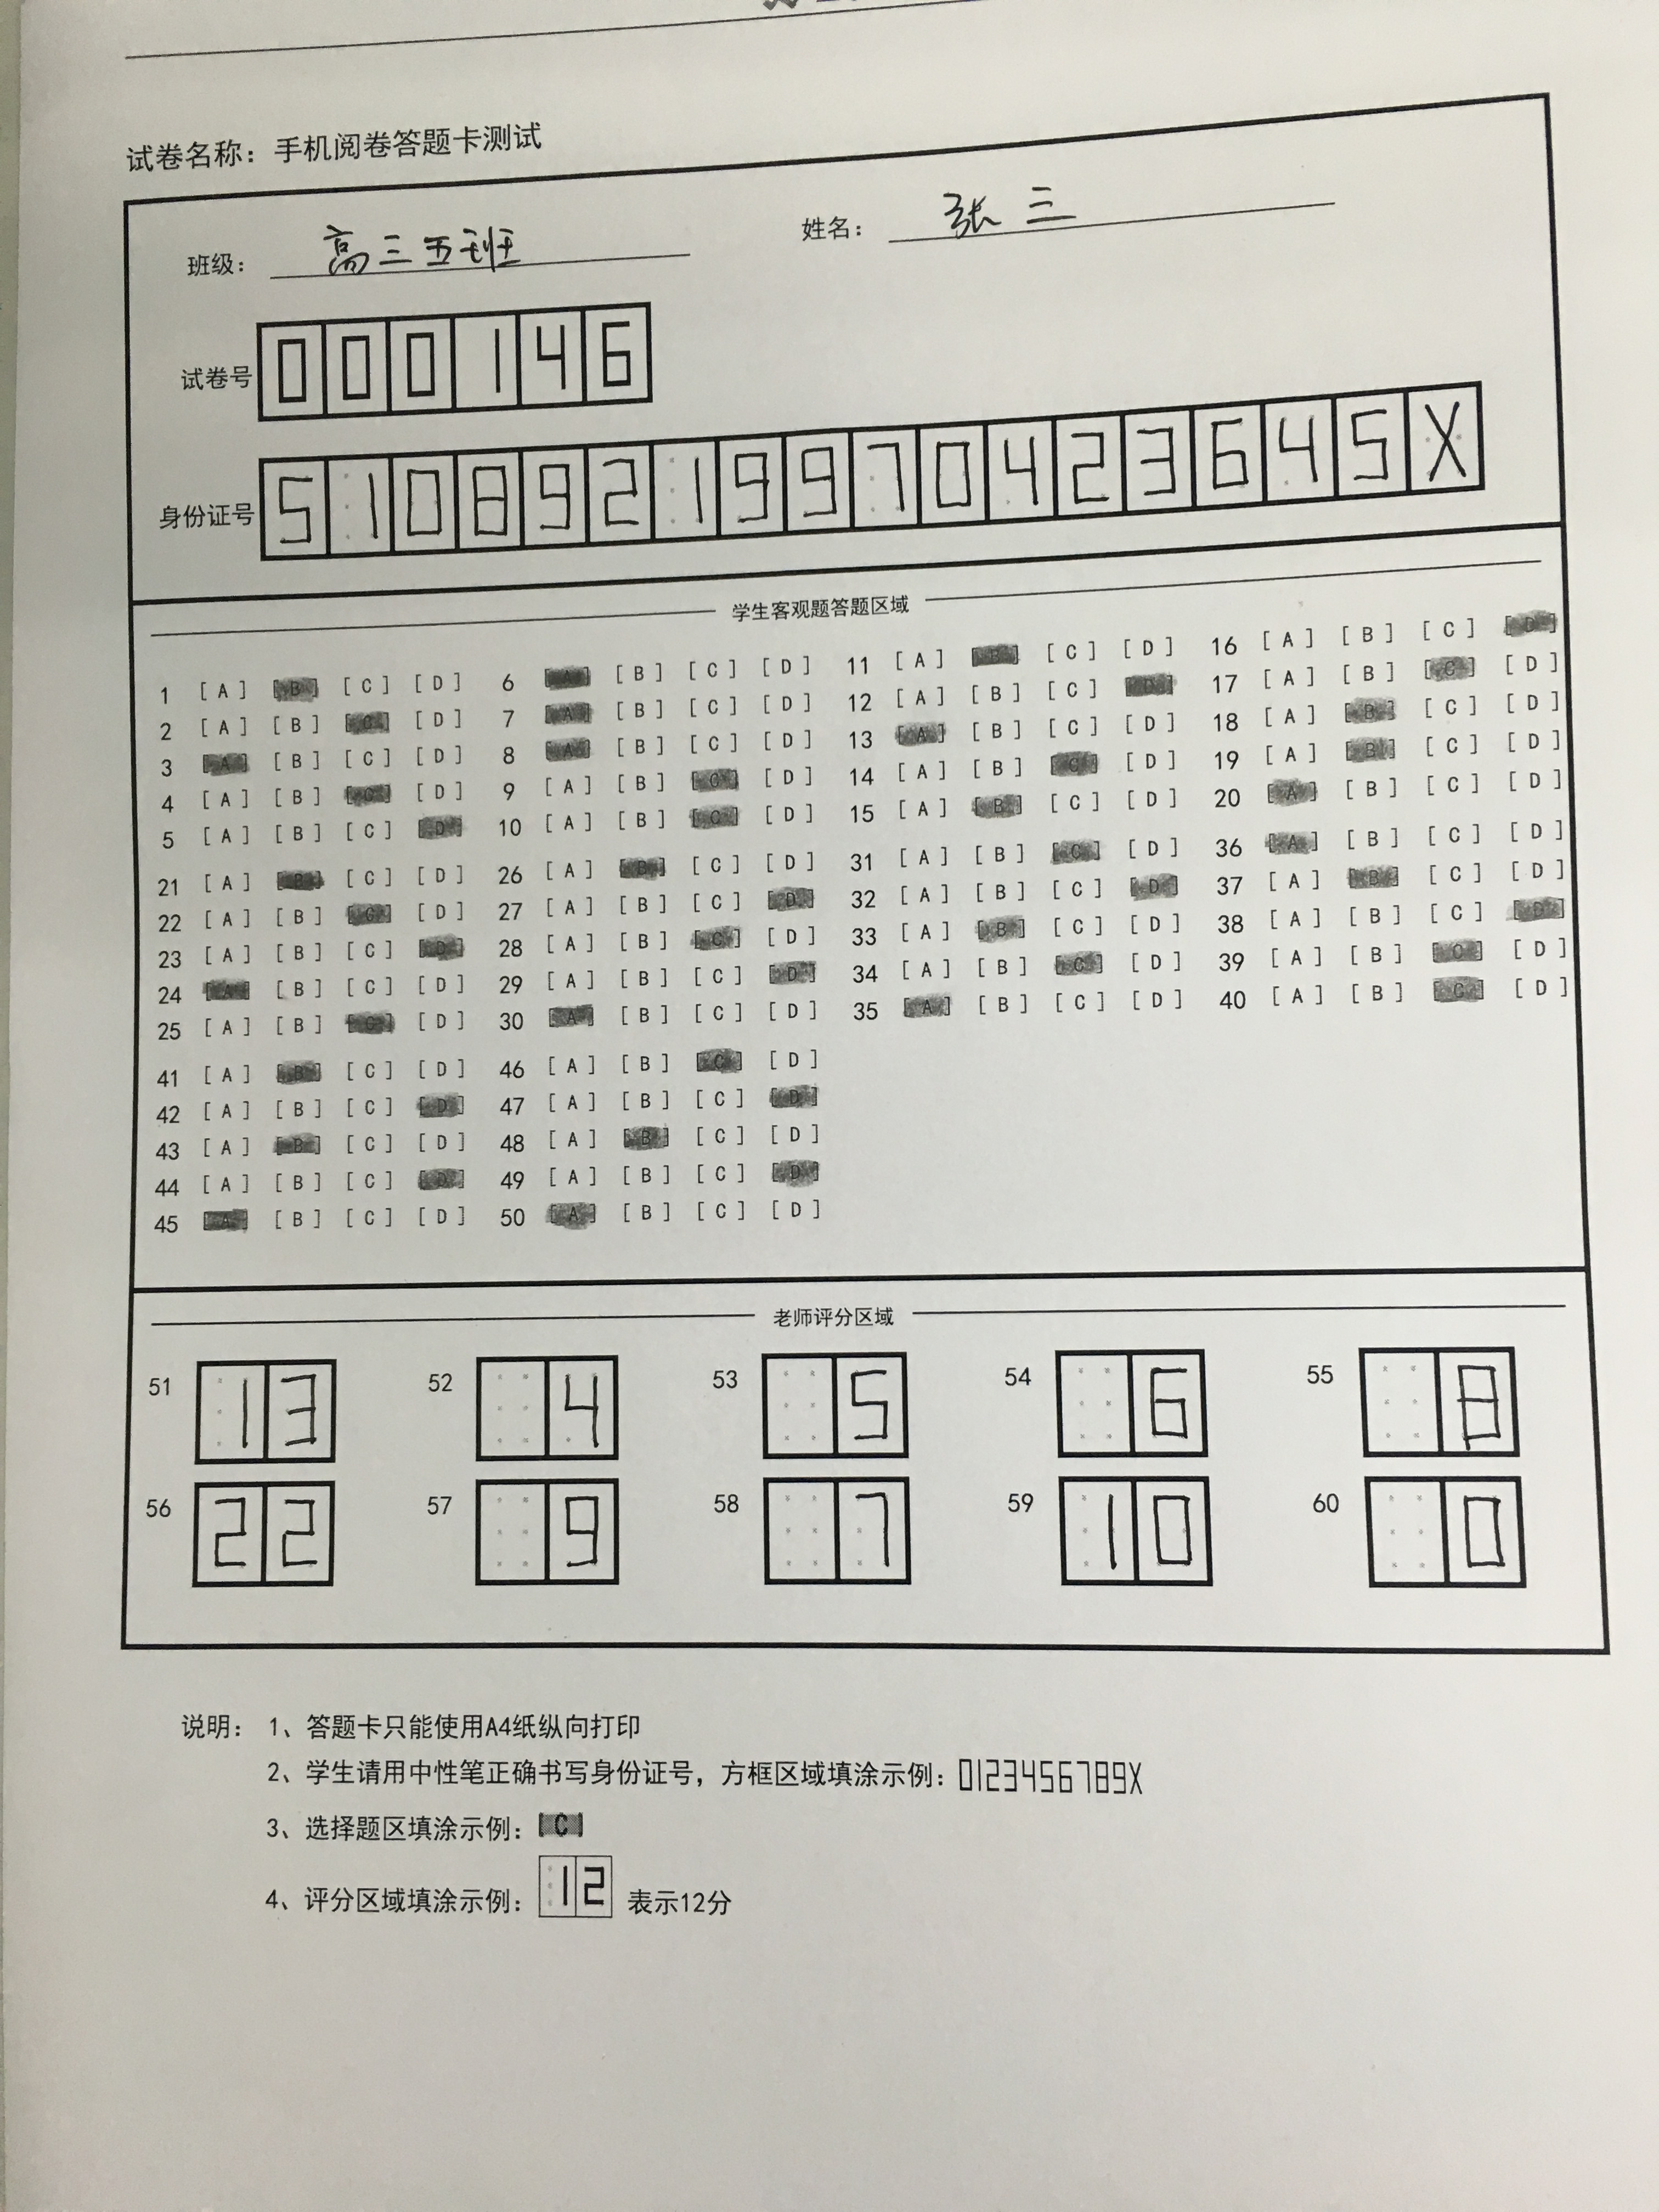 试卷名称：手机阅卷答题卡测试
班级：高三五班 姓名：张三
试卷号 000146
身份证号 51089219970423645X
学生客观题答题区域
1 [A] [B] [C] [D] 6 [A] [B] [C] [D] 11 [A] [B] [C] [D] 16 [A] [B] [C] [D]
2 [A] [B] [C] [D] 7 [A] [B] [C] [D] 12 [A] [B] [C] [D] 17 [A] [B] [C] [D]
3 [A] [B] [C] [D] 8 [A] [B] [C] [D] 13 [A] [B] [C] [D] 18 [A] [B] [C] [D]
4 [A] [B] [C] [D] 9 [A] [B] [C] [D] 14 [A] [B] [C] [D] 19 [A] [B] [C] [D]
5 [A] [B] [C] [D] 10 [A] [B] [C] [D] 15 [A] [B] [C] [D] 20 [A] [B] [C] [D]
21 [A] [B] [C] [D] 26 [A] [B] [C] [D] 31 [A] [B] [C] [D] 36 [A] [B] [C] [D]
22 [A] [B] [C] [D] 27 [A] [B] [C] [D] 32 [A] [B] [C] [D] 37 [A] [B] [C] [D]
23 [A] [B] [C] [D] 28 [A] [B] [C] [D] 33 [A] [B] [C] [D] 38 [A] [B] [C] [D]
24 [A] [B] [C] [D] 29 [A] [B] [C] [D] 34 [A] [B] [C] [D] 39 [A] [B] [C] [D]
25 [A] [B] [C] [D] 30 [A] [B] [C] [D] 35 [A] [B] [C] [D] 40 [A] [B] [C] [D]
41 [A] [B] [C] [D] 46 [A] [B] [C] [D]
42 [A] [B] [C] [D] 47 [A] [B] [C] [D]
43 [A] [B] [C] [D] 48 [A] [B] [C] [D]
44 [A] [B] [C] [D] 49 [A] [B] [C] [D]
45 [A] [B] [C] [D] 50 [A] [B] [C] [D]
老师评分区域
51 13 52 4 53 5 54 6 55 8
56 22 57 9 58 7 59 10 60 0
说明：1、答题卡只能使用A4纸纵向打印
2、学生请用中性笔正确书写身份证号，方框区域填涂示例：0123456789X
3、选择题区填涂示例：[C]
4、评分区域填涂示例：12 表示12分